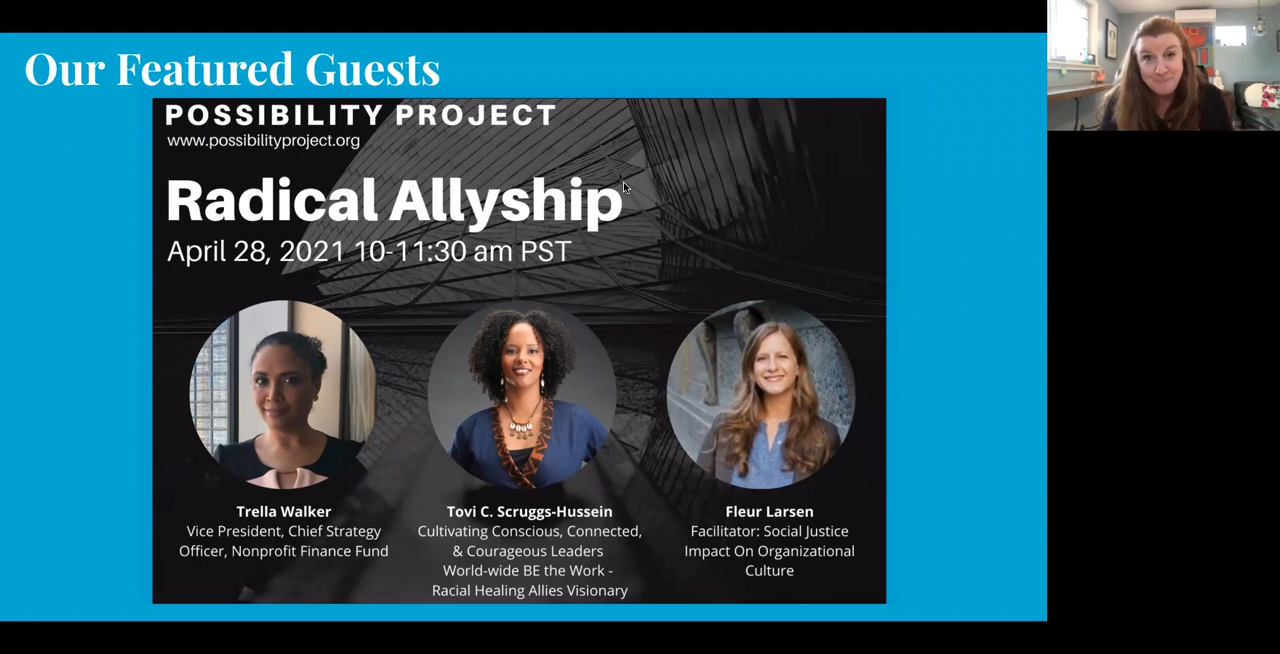 Our Featured Guests
POSSIBILITY PROJECT
www.possibilityproject.org
Radical Allyship
April 28, 2021 10-11:30 am PST
Trella Walker
Vice President, Chief Strategy
Officer, Nonprofit Finance Fund
Tovi C. Scruggs-Hussein
Cultivating Conscious, Connected,
& Courageous Leaders
World-wide BE the Work -
Racial Healing Allies Visionary
Fleur Larsen
Facilitator: Social Justice
Impact On Organizational
Culture